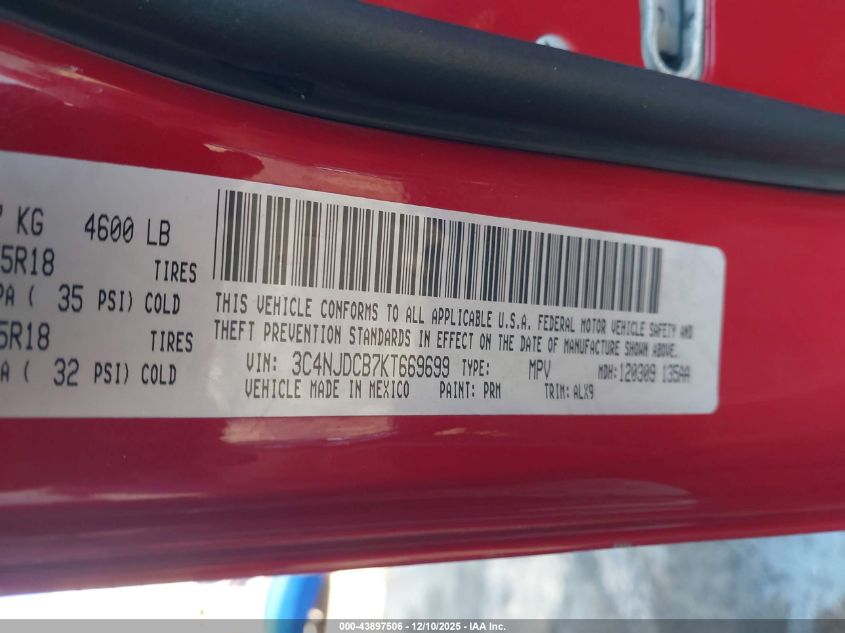 KG 4600 LB
5R18 TIRES
PA ( 35 PSI) COLD
5R18 TIRES
A ( 32 PSI) COLD
THIS VEHICLE CONFORMS TO ALL APPLICABLE U.S.A. FEDERAL MOTOR VEHICLE SAFETY AND
THEFT PREVENTION STANDARDS IN EFFECT ON THE DATE OF MANUFACTURE SHOWN ABOVE.
VIN: 3C4NJDCB7KT669699 TYPE: MPV MDH: 120309 135AA
VEHICLE MADE IN MEXICO PAINT: PRM TRIM: ALX9
000-43897506 - 12/10/2025 - IAA Inc.